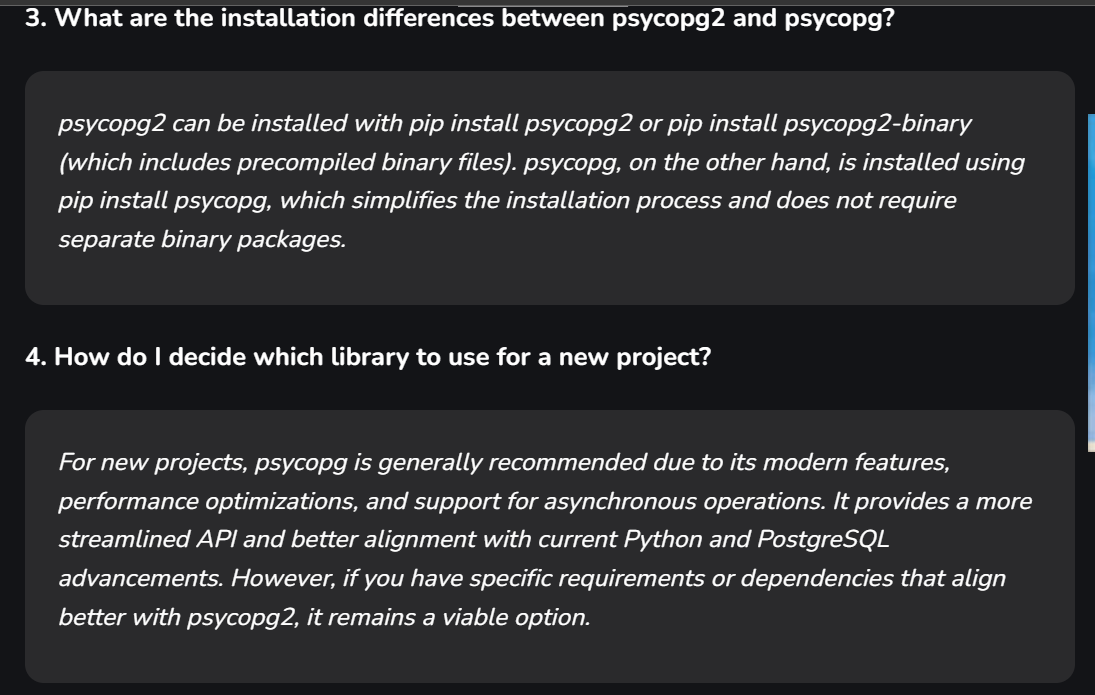 3. What are the installation differences between psycopg2 and psycopg?
psycopg2 can be installed with pip install psycopg2 or pip install psycopg2-binary
(which includes precompiled binary files). psycopg, on the other hand, is installed using
pip install psycopg, which simplifies the installation process and does not require
separate binary packages.
4. How do I decide which library to use for a new project?
For new projects, psycopg is generally recommended due to its modern features,
performance optimizations, and support for asynchronous operations. It provides a more
streamlined API and better alignment with current Python and PostgreSQL
advancements. However, if you have specific requirements or dependencies that align
better with psycopg2, it remains a viable option.